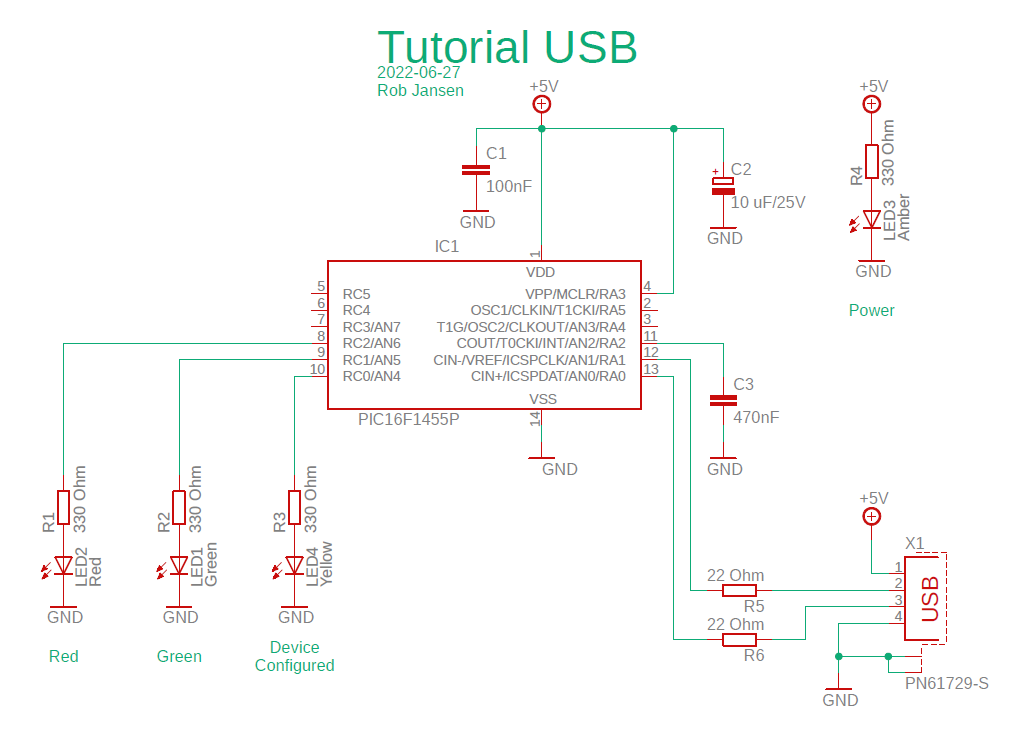 Tutorial USB
2022-06-27
Rob Jansen
+5V
+5V
C1
100nF
GND
+
C2
10 uF/25V
GND
R4
330 Ohm
LED3
Amber
GND
Power
IC1
1
VDD
5
RC5
VPP/MCLR/RA3
4
6
RC4
OSC1/CLKIN/T1CKI/RA5
2
7
RC3/AN7
T1G/OSC2/CLKOUT/AN3/RA4
3
8
RC2/AN6
COUT/T0CKI/INT/AN2/RA2
11
9
RC1/AN5
CIN-/VREF/ICSPCLK/AN1/RA1
12
10
RC0/AN4
CIN+/ICSPDAT/AN0/RA0
13
VSS
14
PIC16F1455P
GND
C3
470nF
GND
R1
330 Ohm
LED2
Red
GND
Red
R2
330 Ohm
LED1
Green
GND
Green
R3
330 Ohm
LED4
Yellow
GND
Device
Configured
+5V
X1
1
2
3
4
USB
PN61729-S
22 Ohm
R5
22 Ohm
R6
GND